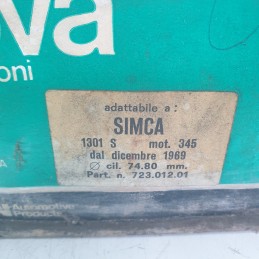 ova
oni
adattabile a :
SIMCA
1301 S mot. 345
dal dicembre 1969
Ø cil. 74.80 mm.
Part. n. 723.012.01
A
Automotive
Products